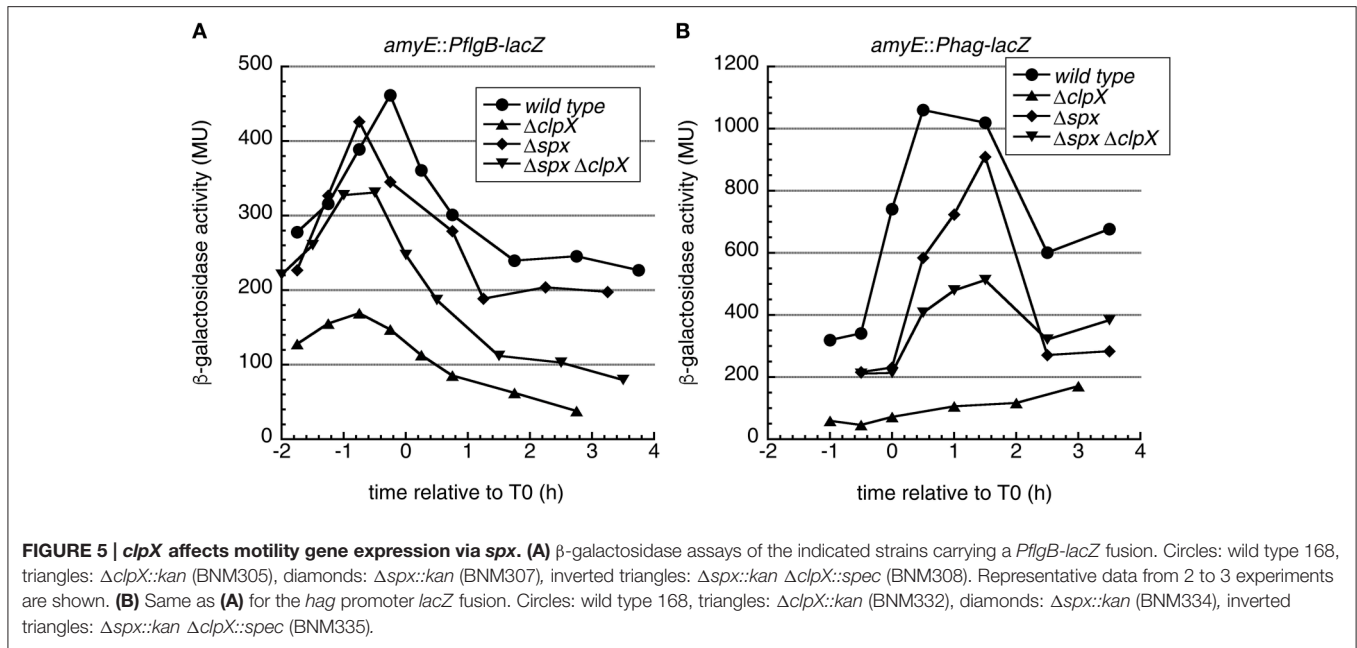 A
amyE::PflgB-lacZ
500
400
300
200
100
0
β-galactosidase activity (MU)
-2 -1 0 1 2 3 4
time relative to T0 (h)
wild type
ΔclpX
Δspx
Δspx ΔclpX
B
amyE::Phag-lacZ
1200
1000
800
600
400
200
0
β-galactosidase activity (MU)
-2 -1 0 1 2 3 4
time relative to T0 (h)
wild type
ΔclpX
Δspx
Δspx ΔclpX
FIGURE 5 | clpX affects motility gene expression via spx. (A) β-galactosidase assays of the indicated strains carrying a PflgB-lacZ fusion. Circles: wild type 168,
triangles: ΔclpX::kan (BNM305), diamonds: Δspx::kan (BNM307), inverted triangles: Δspx::kan ΔclpX::spec (BNM308). Representative data from 2 to 3 experiments
are shown. (B) Same as (A) for the hag promoter lacZ fusion. Circles: wild type 168, triangles: ΔclpX::kan (BNM332), diamonds: Δspx::kan (BNM334), inverted
triangles: Δspx::kan ΔclpX::spec (BNM335).